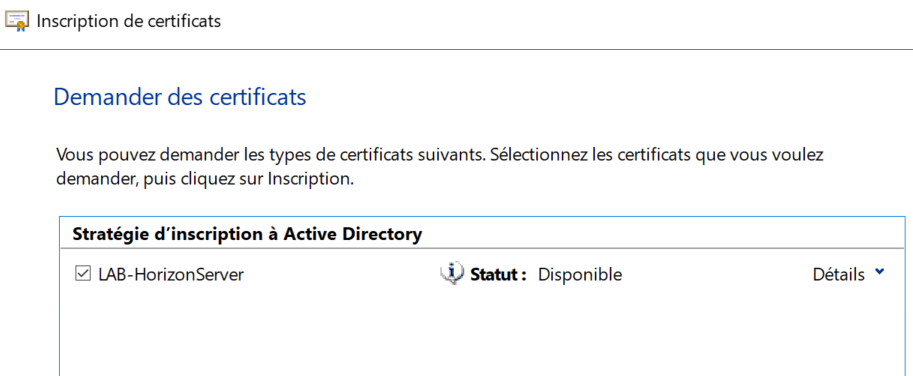 Inscription de certificats
Demander des certificats
Vous pouvez demander les types de certificats suivants. Sélectionnez les certificats que vous voulez
demander, puis cliquez sur Inscription.
Stratégie d’inscription à Active Directory
LAB-HorizonServer Statut : Disponible Détails